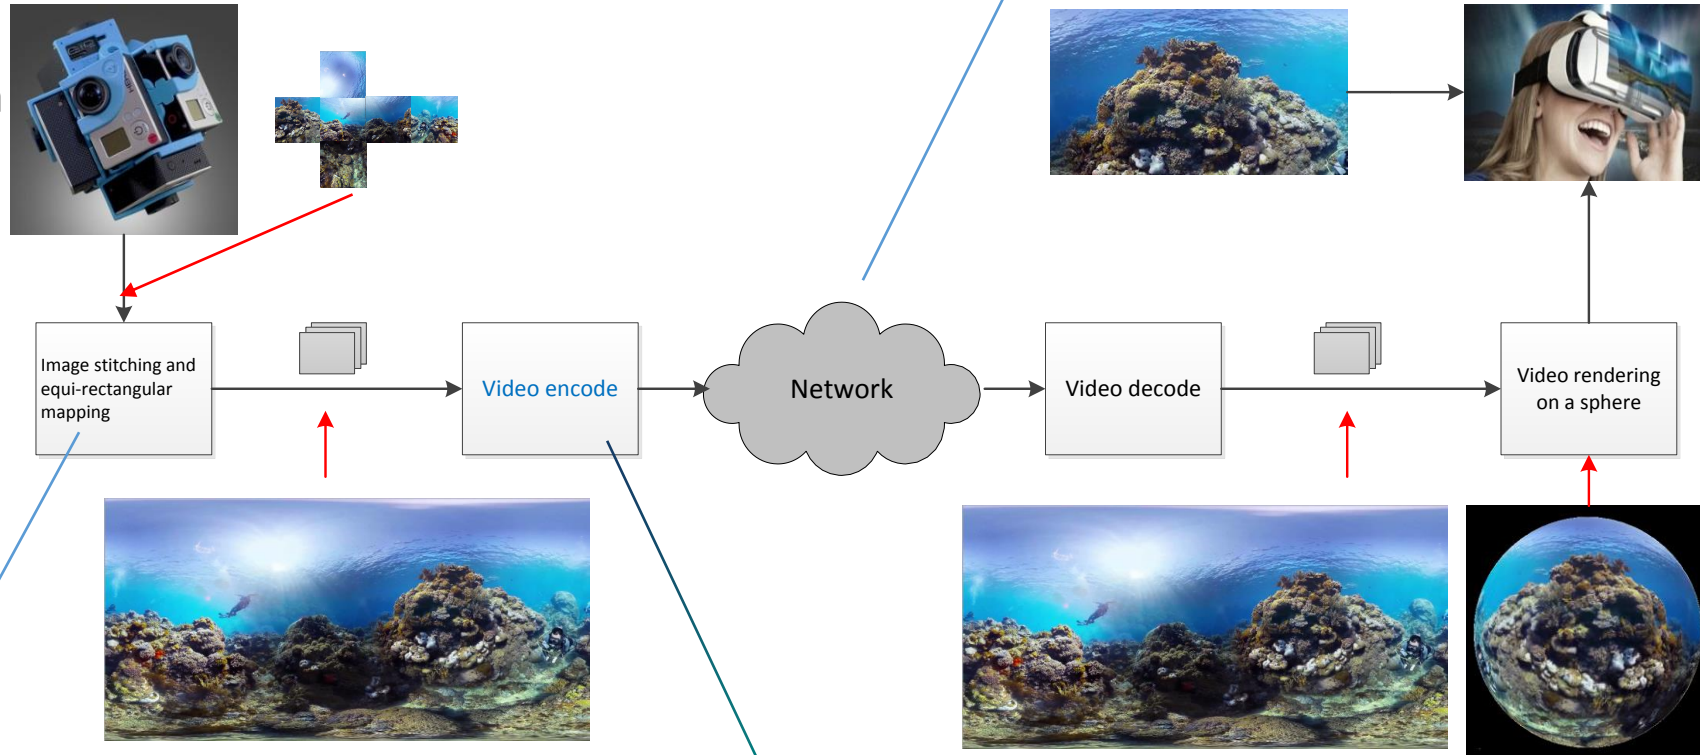 Image stitching and
equi-rectangular
mapping
Video encode
Network
Video decode
Video rendering
on a sphere